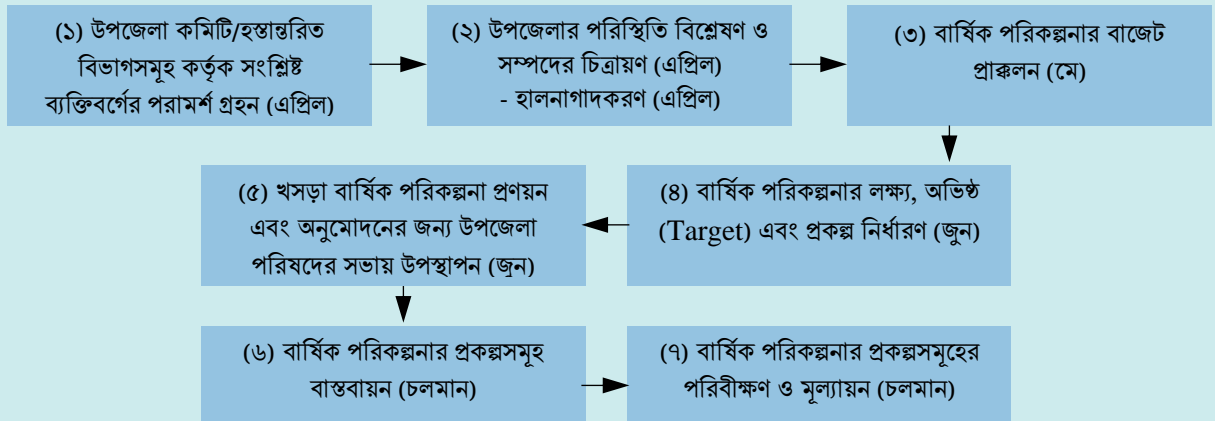 (১) উপজেলা কমিটি/হস্তান্তরিত
বিভাগসমূহ কর্তৃক সংশ্লিষ্ট
ব্যক্তিবর্গের পরামর্শ গ্রহন (এপ্রিল)
(২) উপজেলার পরিস্থিতি বিশ্লেষণ ও
সম্পদের চিত্রায়ণ (এপ্রিল)
- হালনাগাদকরণ (এপ্রিল)
(৩) বার্ষিক পরিকল্পনার বাজেট
প্রাক্কলন (মে)
(৪) বার্ষিক পরিকল্পনার লক্ষ্য, অভিষ্ঠ
(Target) এবং প্রকল্প নির্ধারণ (জুন)
(৫) খসড়া বার্ষিক পরিকল্পনা প্রণয়ন
এবং অনুমোদনের জন্য উপজেলা
পরিষদের সভায় উপস্থাপন (জুন)
(৬) বার্ষিক পরিকল্পনার প্রকল্পসমূহ
বাস্তবায়ন (চলমান)
(৭) বার্ষিক পরিকল্পনার প্রকল্পসমূহের
পরিবীক্ষণ ও মূল্যায়ন (চলমান)